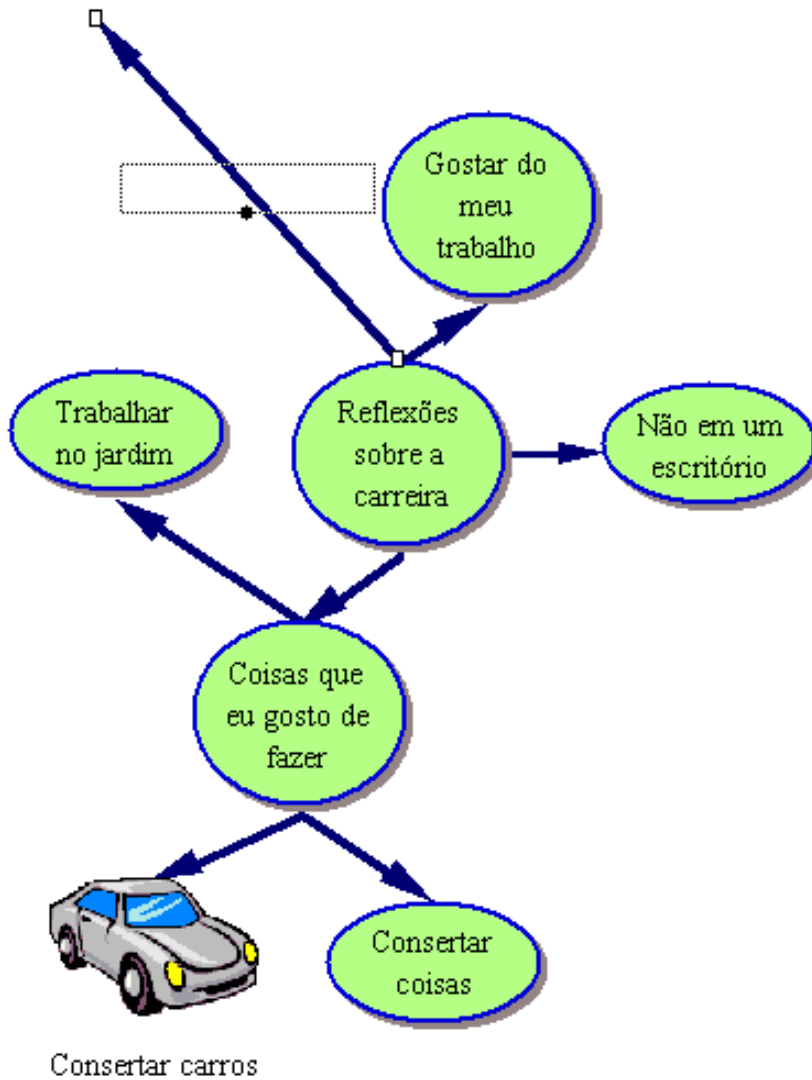 Gostar do
meu
trabalho
Trabalhar
no jardim
Reflexões
sobre a
carreira
Não em um
escritório
Coisas que
eu gosto de
fazer
Consertar
coisas
Consertar carros